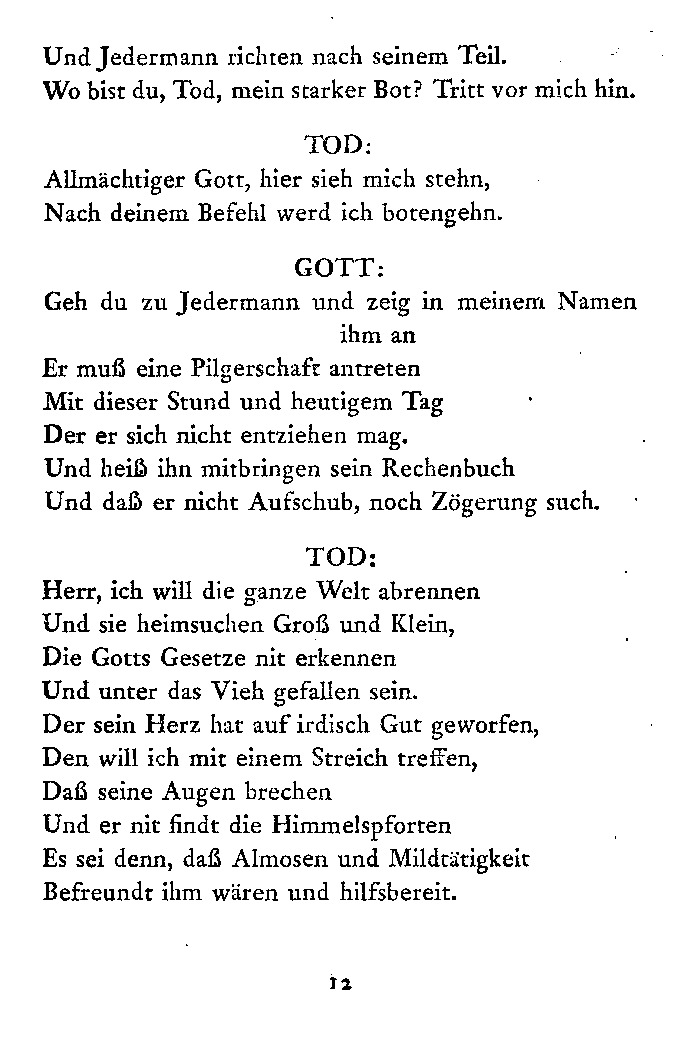 Und Jedermann richten nach seinem Teil.
Wo bist du, Tod, mein starker Bot? Tritt vor mich hin.
TOD:
Allmächtiger Gott, hier sieh mich stehn,
Nach deinem Befehl werd ich botengehn.
GOTT:
Geh du zu Jedermann und zeig in meinem Namen
ihm an
Er muß eine Pilgerschaft antreten
Mit dieser Stund und heutigem Tag
Der er sich nicht entziehen mag.
Und heiß ihn mitbringen sein Rechenbuch
Und daß er nicht Aufschub, noch Zögerung such.
TOD:
Herr, ich will die ganze Welt abrennen
Und sie heimsuchen Groß und Klein,
Die Gotts Gesetze nit erkennen
Und unter das Vieh gefallen sein.
Der sein Herz hat auf irdisch Gut geworfen,
Den will ich mit einem Streich treffen,
Daß seine Augen brechen
Und er nit findt die Himmelspforten
Es sei denn, daß Almosen und Mildtätigkeit
Befreundt ihm wären und hilfsbereit.
12